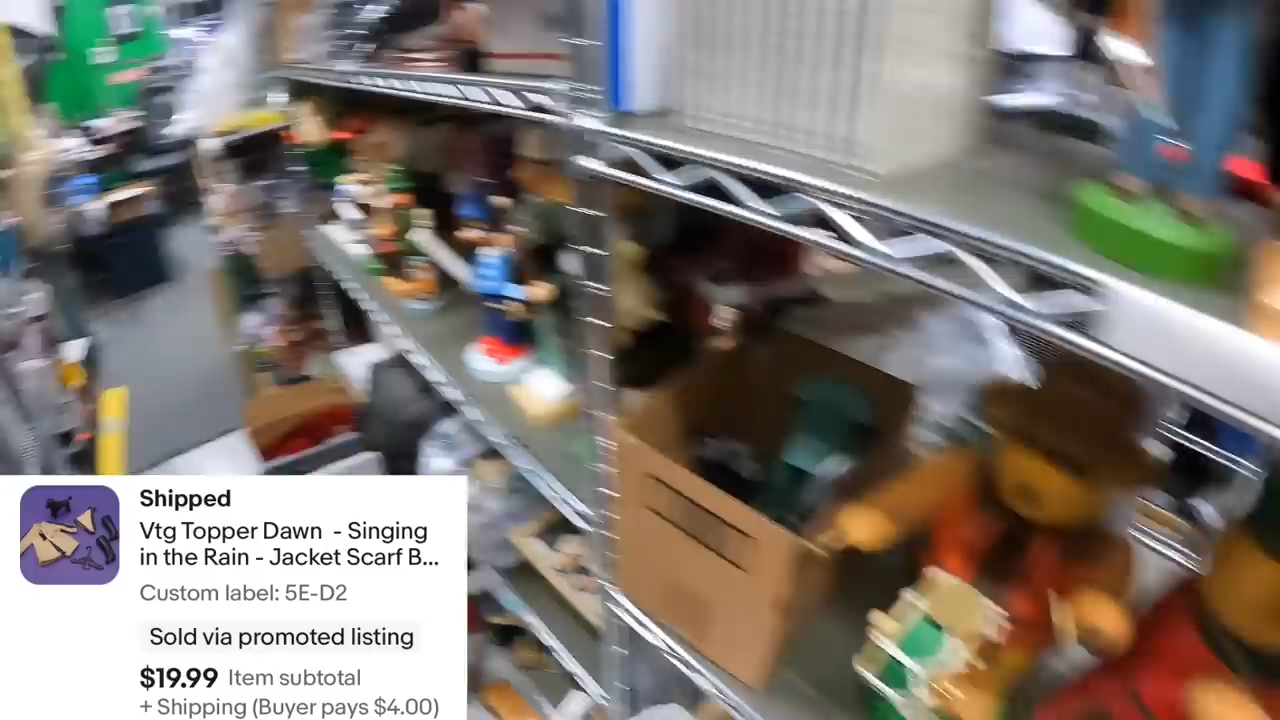 Shipped
Vtg Topper Dawn - Singing
in the Rain - Jacket Scarf B...
Custom label: 5E-D2
Sold via promoted listing
$19.99 Item subtotal
+ Shipping (Buyer pays $4.00)